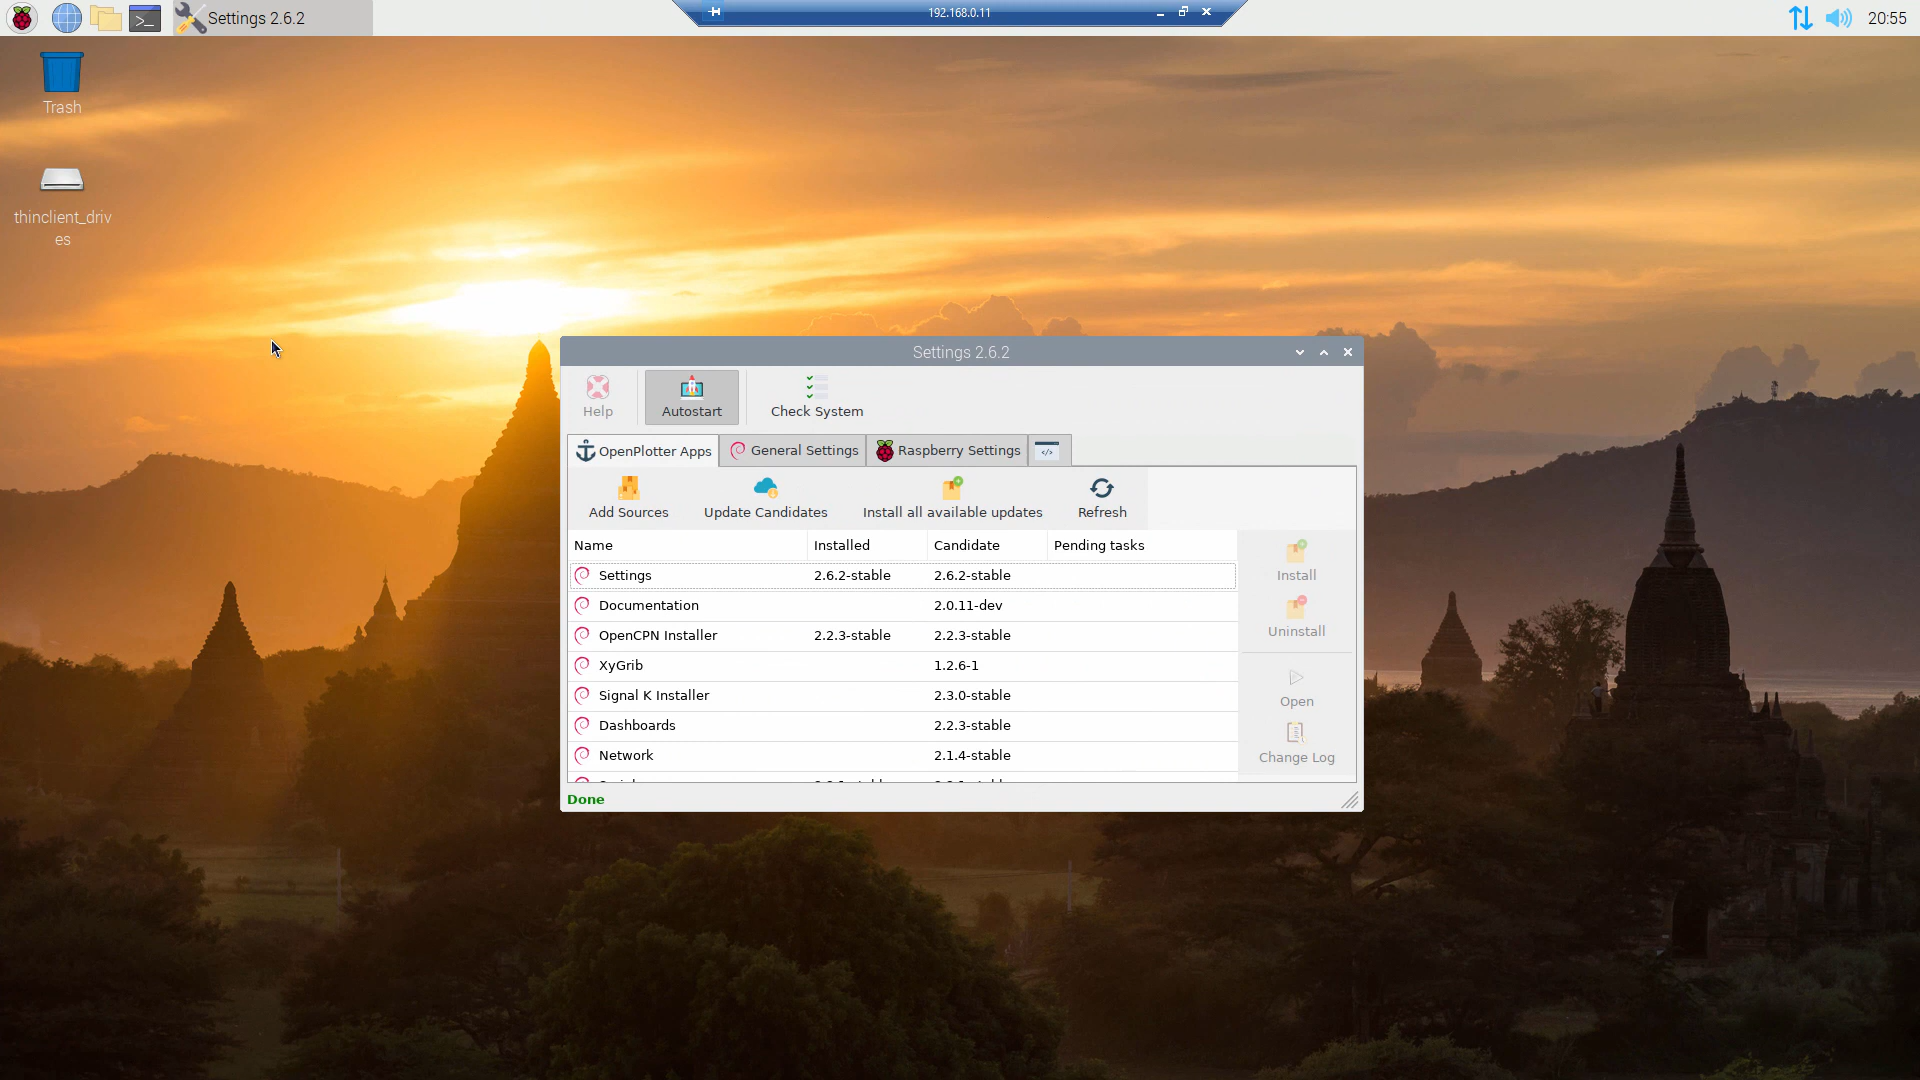 Settings 2.6.2
192.168.0.11
20:55
Trash
thinclient_driv
es
Settings 2.6.2
Help
Autostart
Check System
OpenPlotter Apps
General Settings
Raspberry Settings
Add Sources
Update Candidates
Install all available updates
Refresh
Name Installed Candidate Pending tasks
Settings 2.6.2-stable 2.6.2-stable
Documentation 2.0.11-dev
OpenCPN Installer 2.2.3-stable 2.2.3-stable
XyGrib 1.2.6-1
Signal K Installer 2.3.0-stable
Dashboards 2.2.3-stable
Network 2.1.4-stable
Install
Uninstall
Open
Change Log
Done